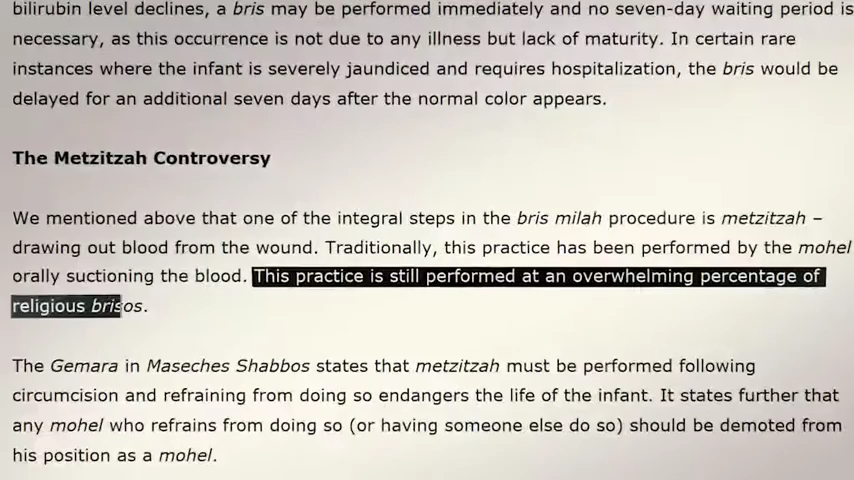 bilirubin level declines, a bris may be performed immediately and no seven-day waiting period is
necessary, as this occurrence is not due to any illness but lack of maturity. In certain rare
instances where the infant is severely jaundiced and requires hospitalization, the bris would be
delayed for an additional seven days after the normal color appears.
The Metzitzah Controversy
We mentioned above that one of the integral steps in the bris milah procedure is metzitzah –
drawing out blood from the wound. Traditionally, this practice has been performed by the mohel
orally suctioning the blood. This practice is still performed at an overwhelming percentage of
religious brisos.
The Gemara in Maseches Shabbos states that metzitzah must be performed following
circumcision and refraining from doing so endangers the life of the infant. It states further that
any mohel who refrains from doing so (or having someone else do so) should be demoted from
his position as a mohel.